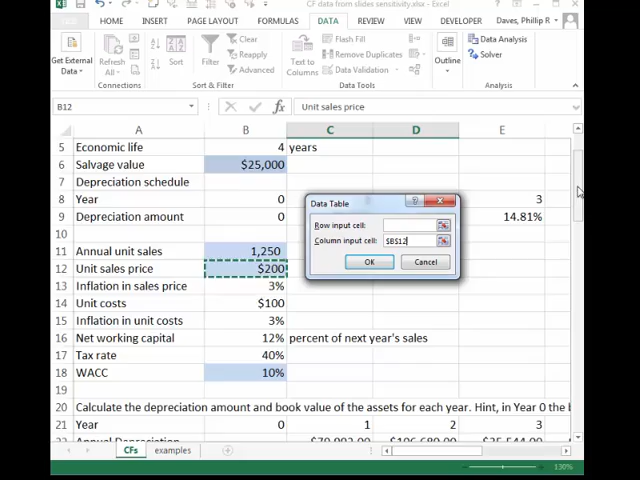 CF data from slides sensitivity.xlsx - Excel
HOME INSERT PAGE LAYOUT FORMULAS DATA REVIEW VIEW DEVELOPER Daves, Phillip R
Get External Data
Refresh All
Connections
Sort
Filter
Clear
Reapply
Advanced
Sort & Filter
Text to Columns
Flash Fill
Remove Duplicates
Data Validation
Data Tools
Outline
Data Analysis
Solver
Analysis
B12 fx Unit sales price
A B C D E
5 Economic life 4 years
6 Salvage value $25,000
7 Depreciation schedule
8 Year 0 3
9 Depreciation amount 0 14.81%
10
11 Annual unit sales 1,250
12 Unit sales price $200
13 Inflation in sales price 3%
14 Unit costs $100
15 Inflation in unit costs 3%
16 Net working capital 12% percent of next year's sales
17 Tax rate 40%
18 WACC 10%
19
20 Calculate the depreciation amount and book value of the assets for each year. Hint, in Year 0 the b
21 Year 0 1 2 3
Data Table
?
Row input cell:
Column input cell: $B$12
OK Cancel
CFs examples
130%